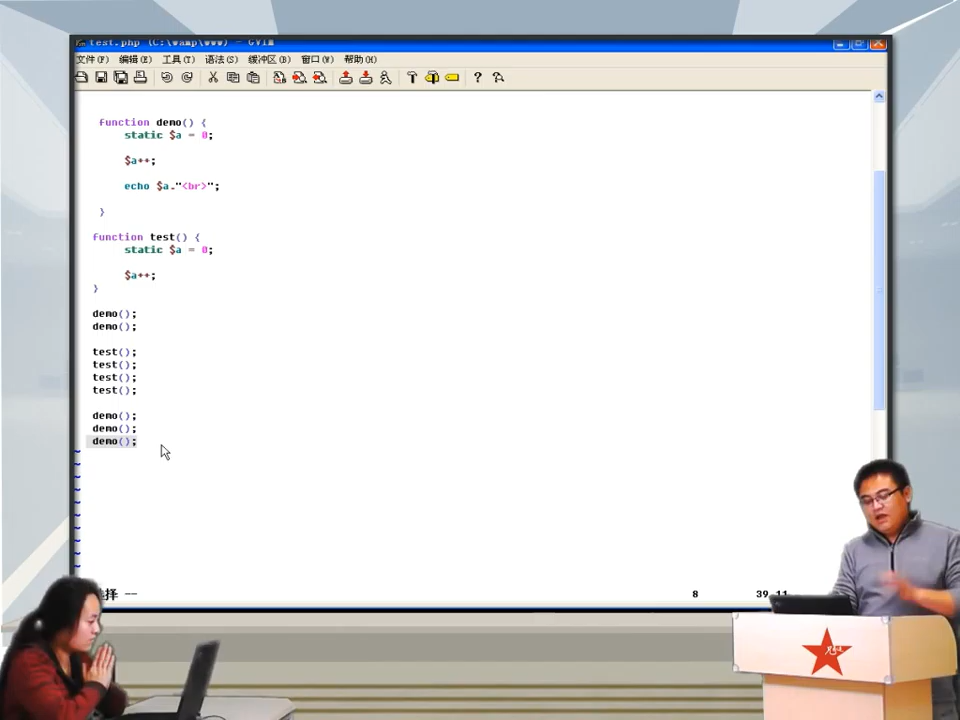 test.php (C:\wamp\www) - GVIM
文件(F) 编辑(E) 工具(T) 语法(S) 缓冲区(B) 窗口(W) 帮助(H)
function demo() {
static $a = 0;
$a++;
echo $a."<br>";
}
function test() {
static $a = 0;
$a++;
}
demo();
demo();
test();
test();
test();
test();
demo();
demo();
demo();
~
~
~
~
~
~
~
~
~
~
择 --
8
39,11